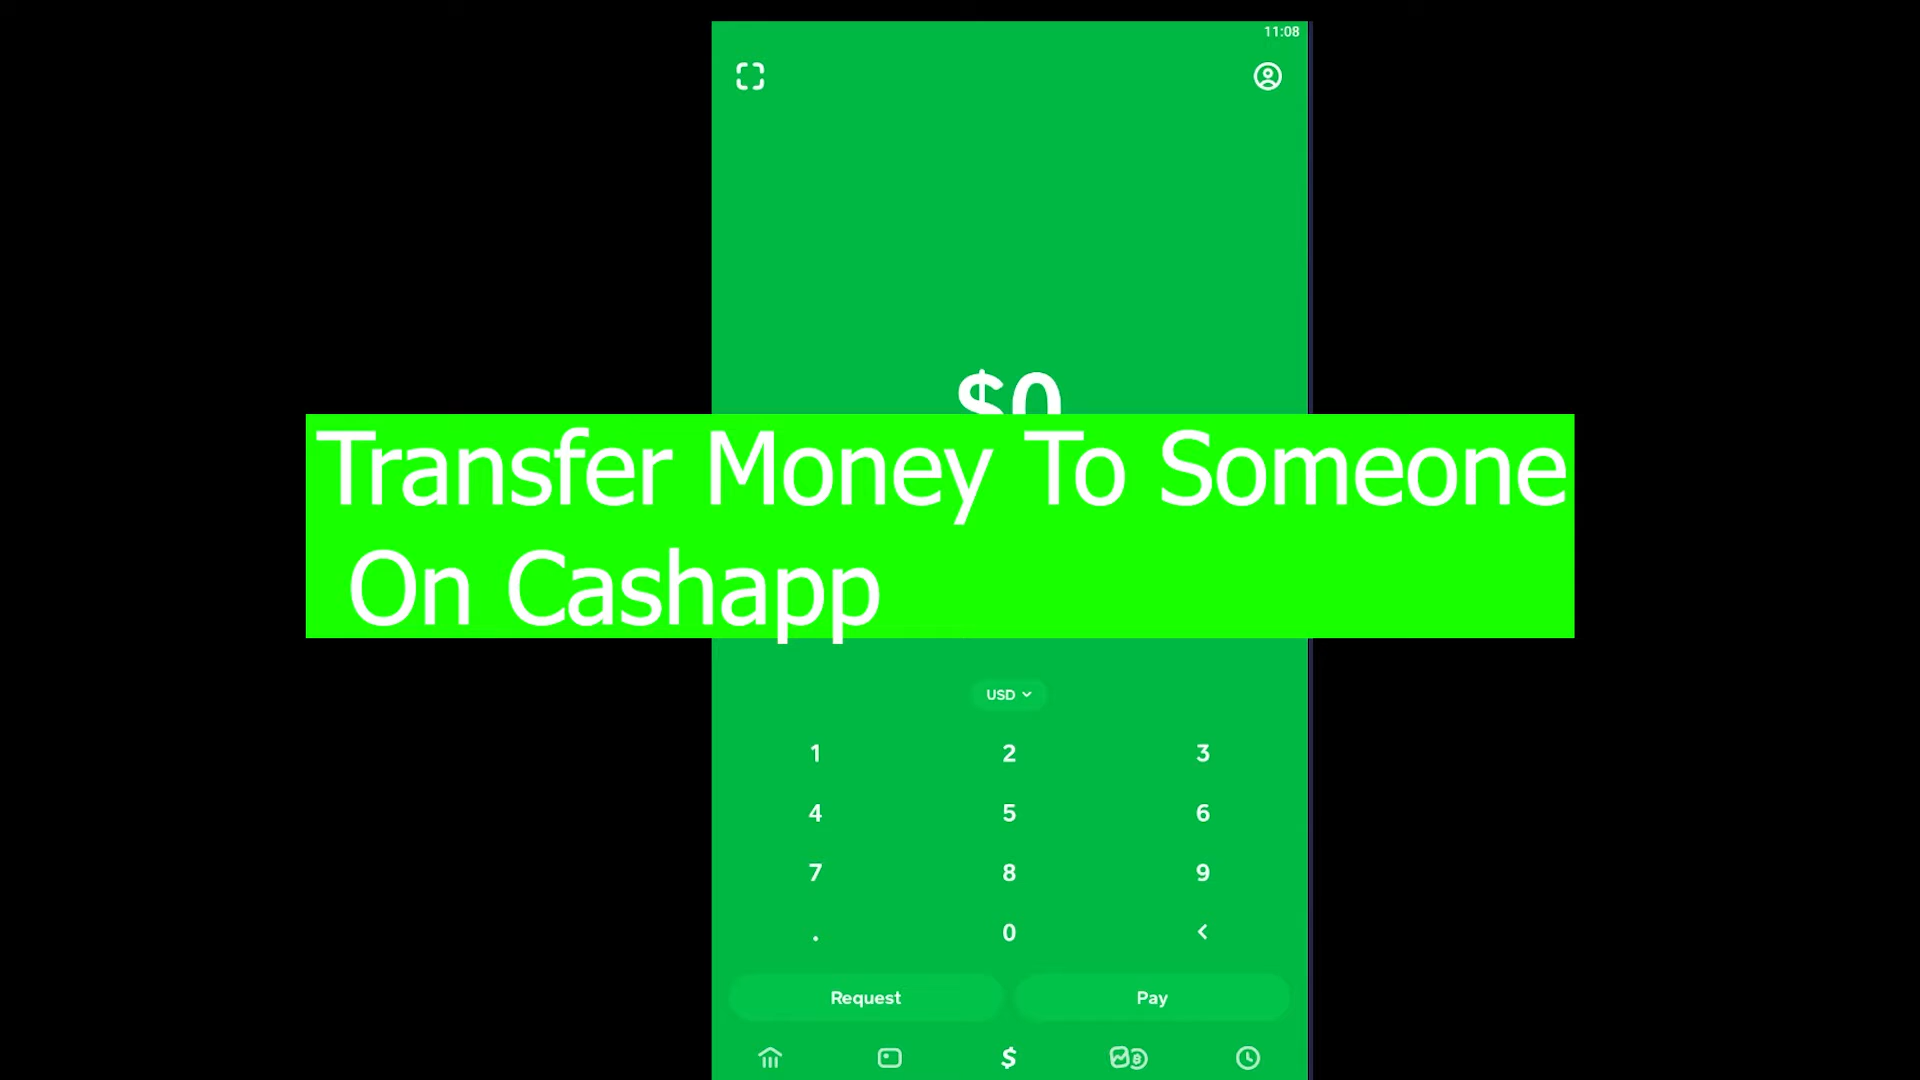 11:08
$0
Transfer Money To Someone
On Cashapp
USD
1 2 3
4 5 6
7 8 9
. 0 <
Request Pay
$